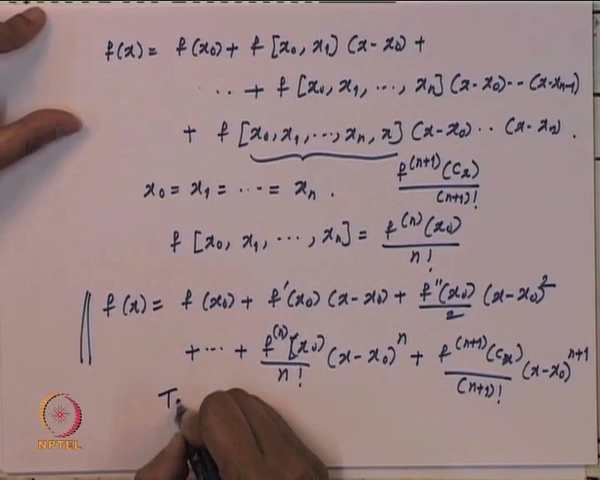 f(x) = f(x₀) + f[x₀, x₁] (x-x₀) +
·· + f[x₀, x₁, ···, xₙ] (x-x₀)--(x-xₙ₋₁)
+ f[x₀, x₁, ···, xₙ, x] (x-x₀)··(x-xₙ).
x₀ = x₁ = ··· = xₙ. f⁽ⁿ⁺¹⁾(cₓ) / (n+1)!
f[x₀, x₁, ···, xₙ] = f⁽ⁿ⁾(x₀) / n!
f(x) = f(x₀) + f'(x₀) (x-x₀) + f''(x₀)/2 (x-x₀)²
+··· + f⁽ⁿ⁾(x₀)/n! (x-x₀)ⁿ + f⁽ⁿ⁺¹⁾(cₓ)/(n+1)! (x-x₀)ⁿ⁺¹
T
NPTEL